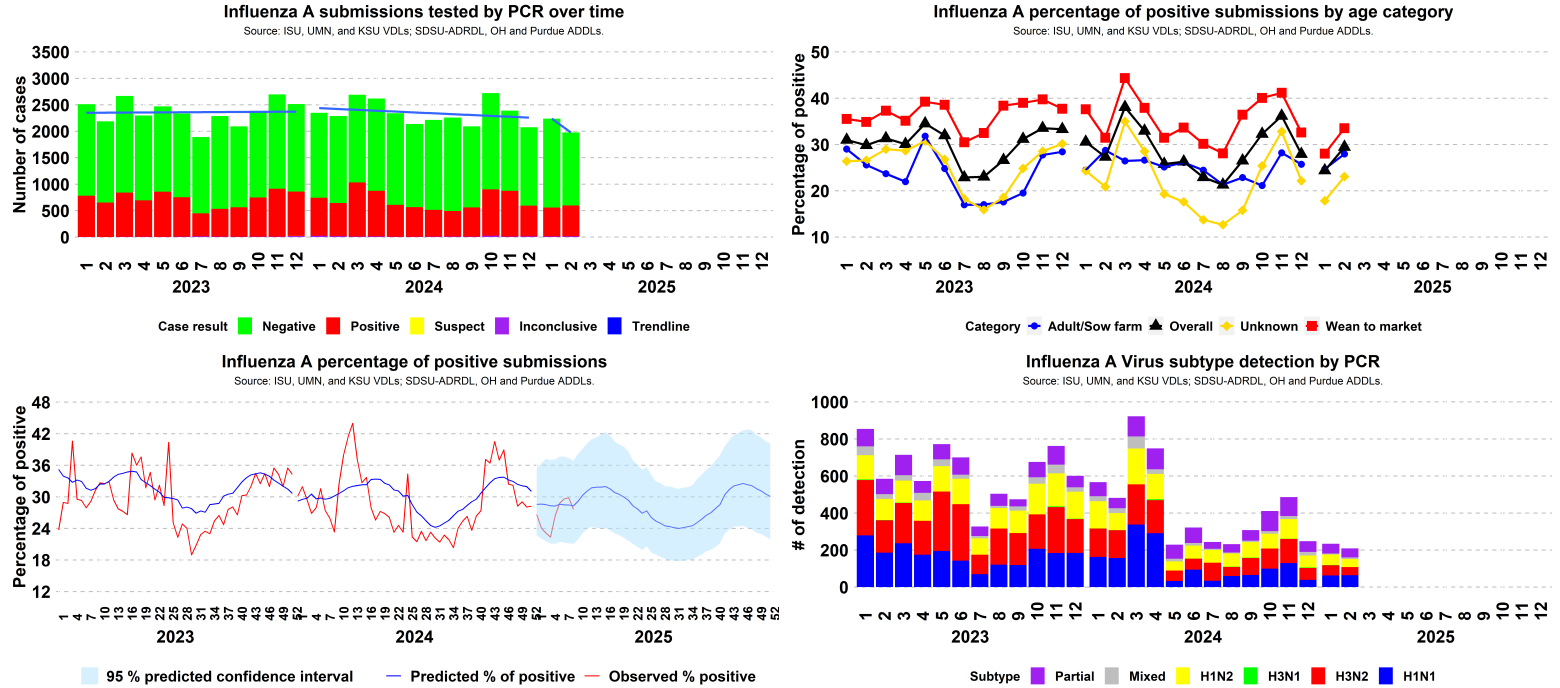 Influenza A submissions tested by PCR over time
Source: ISU, UMN, and KSU VDLs; SDSU-ADRDL, OH and Purdue ADDLs.
Number of cases
3500
3000
2500
2000
1500
1000
500
0
1 2 3 4 5 6 7 8 9 10 11 12 1 2 3 4 5 6 7 8 9 10 11 12 1 2 3 4 5 6 7 8 9 10 11 12
2023 2024 2025
Case result Negative Positive Suspect Inconclusive Trendline
Influenza A percentage of positive submissions by age category
Source: ISU, UMN, and KSU VDLs; SDSU-ADRDL, OH and Purdue ADDLs.
Percentage of positive
50
40
30
20
10
1 2 3 4 5 6 7 8 9 10 11 12 1 2 3 4 5 6 7 8 9 10 11 12 1 2 3 4 5 6 7 8 9 10 11 12
2023 2024 2025
Category Adult/Sow farm Overall Unknown Wean to market
Influenza A percentage of positive submissions
Source: ISU, UMN, and KSU VDLs; SDSU-ADRDL, OH and Purdue ADDLs.
Percentage of positive
48
42
36
30
24
18
12
1 4 7 10 13 16 19 22 25 28 31 34 37 40 43 46 49 52 1 4 7 10 13 16 19 22 25 28 31 34 37 40 43 46 49 52 1 4 7 10 13 16 19 22 25 28 31 34 37 40 43 46 49 52
2023 2024 2025
95 % predicted confidence interval Predicted % of positive Observed % positive
Influenza A Virus subtype detection by PCR
Source: ISU, UMN, and KSU VDLs; SDSU-ADRDL, OH and Purdue ADDLs.
# of detection
1000
800
600
400
200
0
1 2 3 4 5 6 7 8 9 10 11 12 1 2 3 4 5 6 7 8 9 10 11 12 1 2 3 4 5 6 7 8 9 10 11 12
2023 2024 2025
Subtype Partial Mixed H1N2 H3N1 H3N2 H1N1